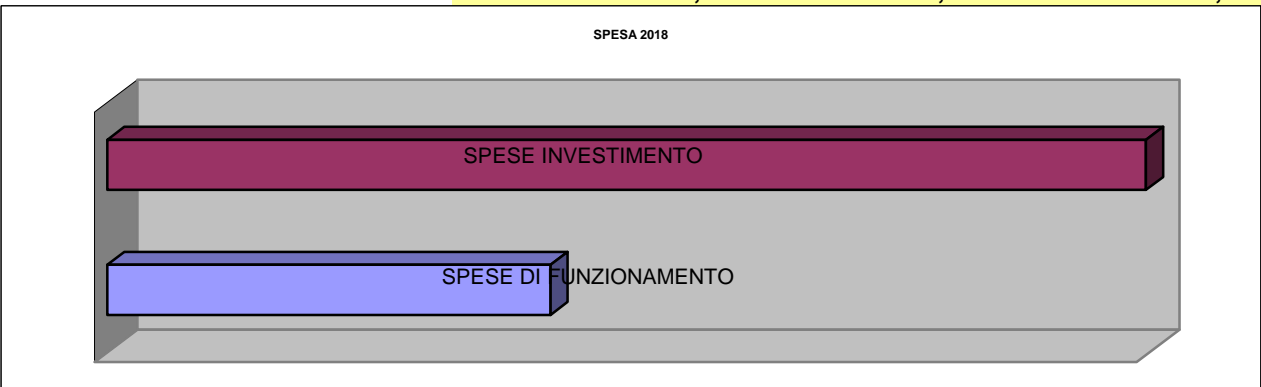 SPESA 2018
SPESE INVESTIMENTO
SPESE DI FUNZIONAMENTO